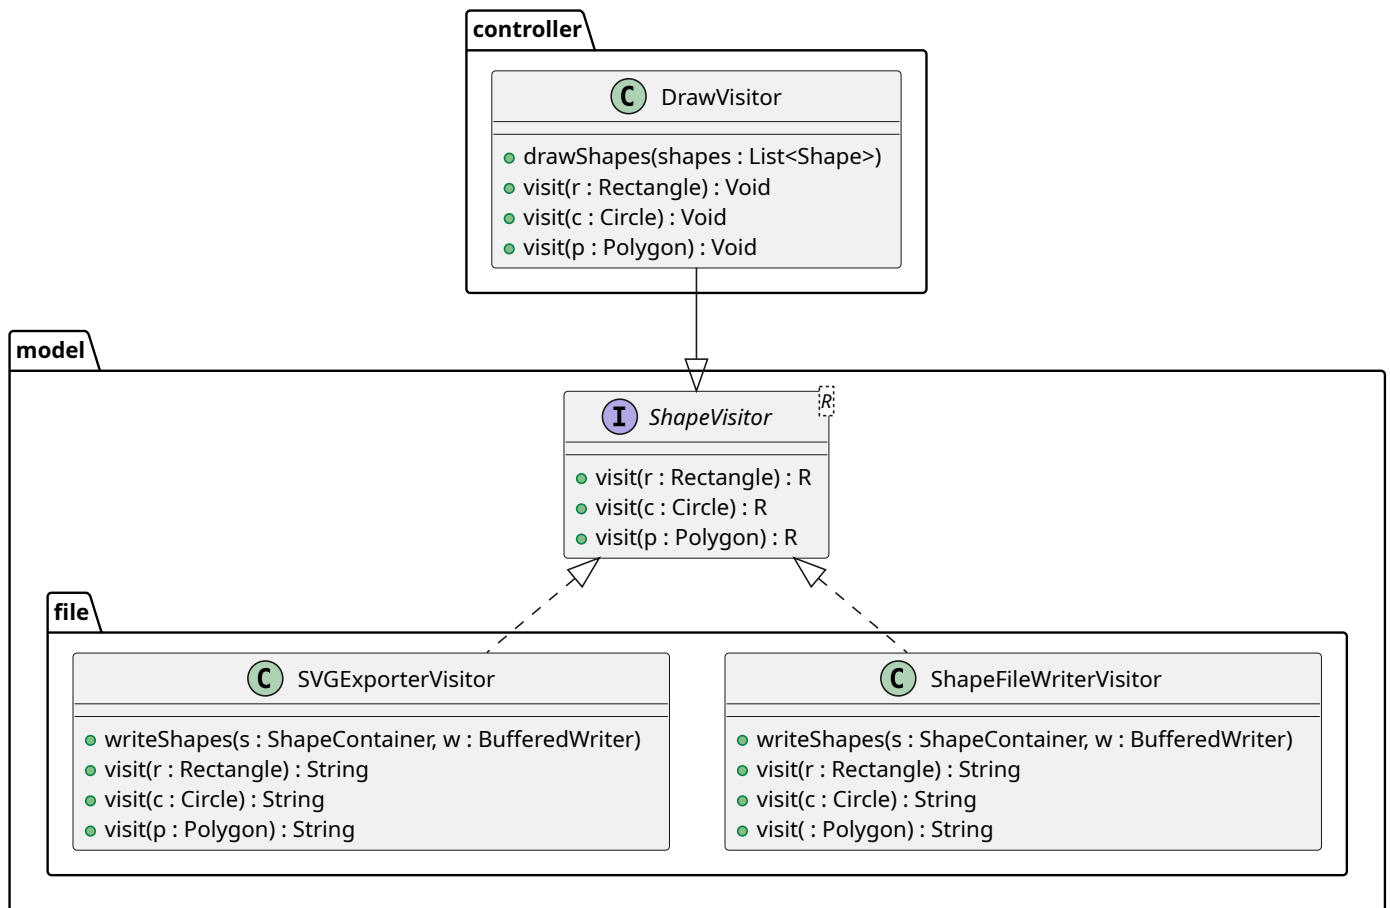 controller
C DrawVisitor
drawShapes(shapes : List<Shape>)
visit(r : Rectangle) : Void
visit(c : Circle) : Void
visit(p : Polygon) : Void
model
I ShapeVisitor R
visit(r : Rectangle) : R
visit(c : Circle) : R
visit(p : Polygon) : R
file
C SVGExporterVisitor
writeShapes(s : ShapeContainer, w : BufferedWriter)
visit(r : Rectangle) : String
visit(c : Circle) : String
visit(p : Polygon) : String
C ShapeFileWriterVisitor
writeShapes(s : ShapeContainer, w : BufferedWriter)
visit(r : Rectangle) : String
visit(c : Circle) : String
visit( : Polygon) : String